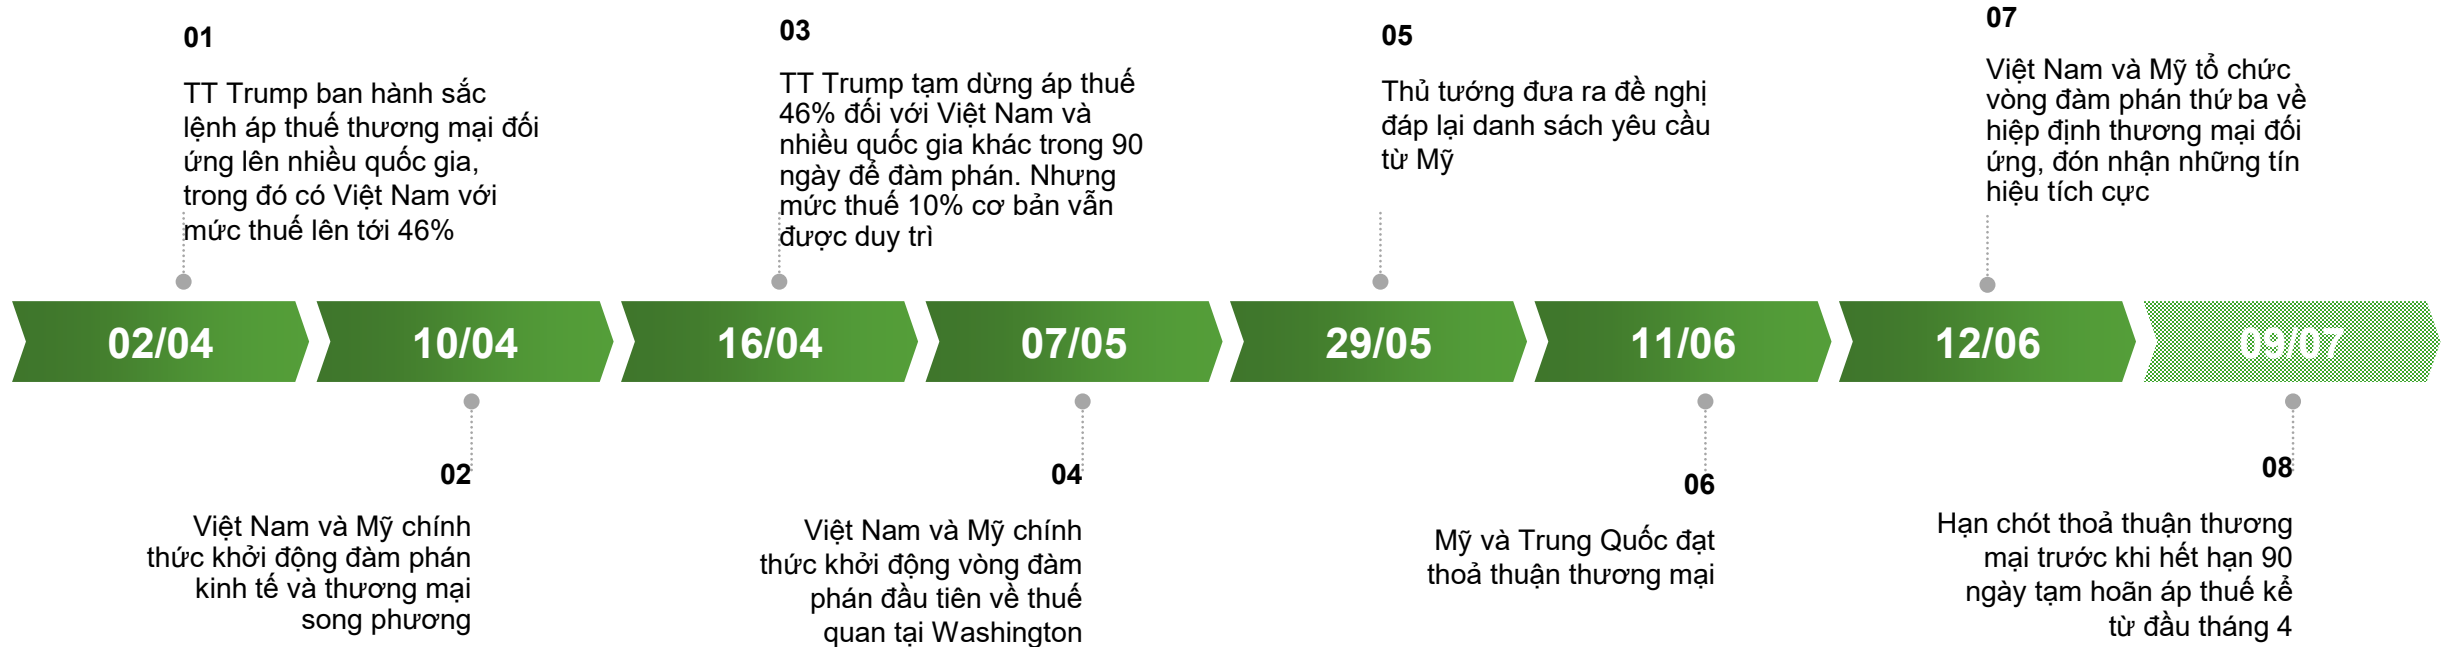 01
TT Trump ban hành sắc
lệnh áp thuế thương mại đối
ứng lên nhiều quốc gia,
trong đó có Việt Nam với
mức thuế lên tới 46%
03
TT Trump tạm dừng áp thuế
46% đối với Việt Nam và
nhiều quốc gia khác trong 90
ngày để đàm phán. Nhưng
mức thuế 10% cơ bản vẫn
được duy trì
05
Thủ tướng đưa ra đề nghị
đáp lại danh sách yêu cầu
từ Mỹ
07
Việt Nam và Mỹ tổ chức
vòng đàm phán thứ ba về
hiệp định thương mại đối
ứng, đón nhận những tín
hiệu tích cực
02/04
10/04
16/04
07/05
29/05
11/06
12/06
09/07
02
Việt Nam và Mỹ chính
thức khởi động đàm phán
kinh tế và thương mại
song phương
04
Việt Nam và Mỹ chính
thức khởi động vòng đàm
phán đầu tiên về thuế
quan tại Washington
06
Mỹ và Trung Quốc đạt
thoả thuận thương mại
08
Hạn chót thoả thuận thương
mại trước khi hết hạn 90
ngày tạm hoãn áp thuế kể
từ đầu tháng 4